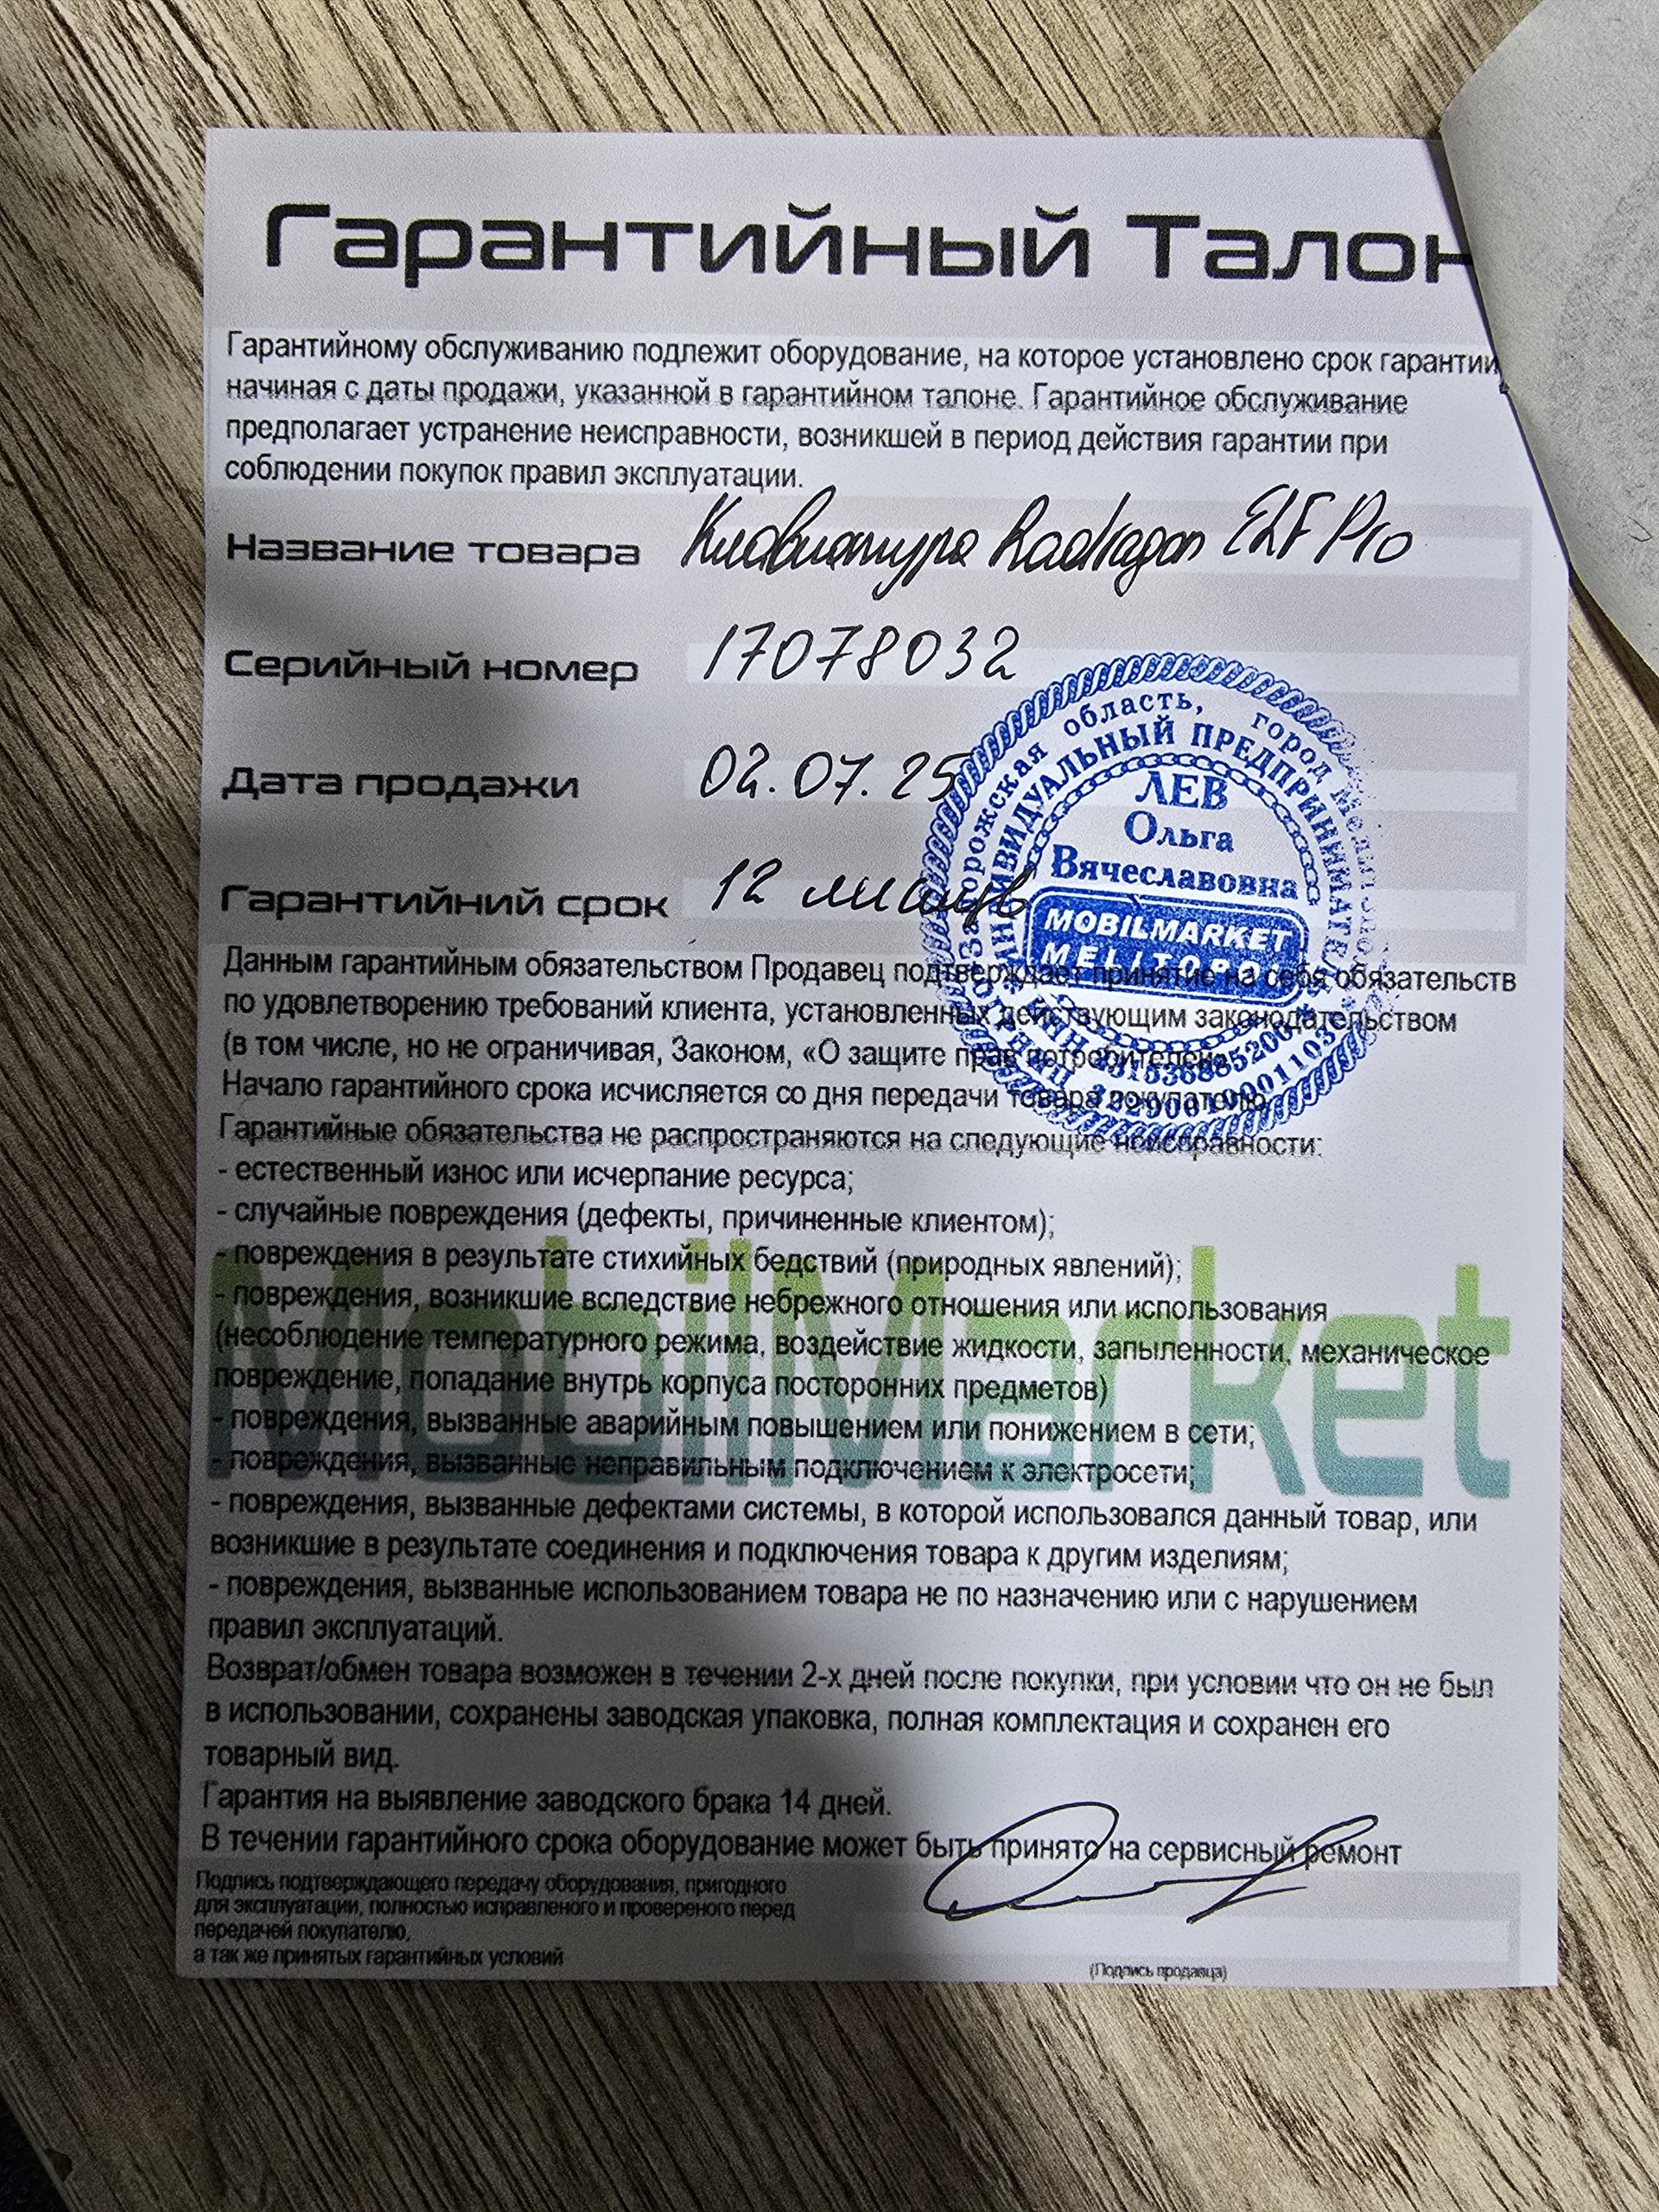 Гарантийный Талон
Гарантийному обслуживанию подлежит оборудование, на которое установлено срок гарантии,
начиная с даты продажи, указанной в гарантийном талоне. Гарантийное обслуживание
предполагает устранение неисправности, возникшей в период действия гарантии при
соблюдении покупок правил эксплуатации.
Название товара Клавиатура Radragon ELF Pro
Серийный номер 17078032
Дата продажи 02.07.25
Гарантийний срок 12
область, город
ИНДИВИДУАЛЬНЫЙ ПРЕДПРИНИМАТЕЛЬ
ЛЕВ
Ольга
Вячеславовна
MOBILMARKET
MELITOPOL
Данным гарантийным обязательством Продавец подтверждает принятие на себя обязательств
по удовлетворению требований клиента, установленных действующим законодательством
(в том числе, но не ограничивая, Законом, «О защите прав потребителей»
Начало гарантийного срока исчисляется со дня передачи товара покупателю.
Гарантийные обязательства не распространяются на следующие неисправности:
- естественный износ или исчерпание ресурса;
- случайные повреждения (дефекты, причиненные клиентом);
- повреждения в результате стихийных бедствий (природных явлений);
- повреждения, возникшие вследствие небрежного отношения или использования
(несоблюдение температурного режима, воздействие жидкости, запыленности, механическое
повреждение, попадание внутрь корпуса посторонних предметов)
- повреждения, вызванные аварийным повышением или понижением в сети;
- повреждения, вызванные неправильным подключением к электросети;
- повреждения, вызванные дефектами системы, в которой использовался данный товар, или
возникшие в результате соединения и подключения товара к другим изделиям;
- повреждения, вызванные использованием товара не по назначению или с нарушением
правил эксплуатаций.
MobilMarket
Возврат/обмен товара возможен в течении 2-х дней после покупки, при условии что он не был
в использовании, сохранены заводская упаковка, полная комплектация и сохранен его
товарный вид.
Гарантия на выявление заводского брака 14 дней.
В течении гарантийного срока оборудование может быть принято на сервисный ремонт
Подпись подтверждающего передачу оборудования, пригодного
для эксплуатации, полностью исправленого и провереного перед
передачей покупателю,
а так же принятых гарантийных условий
(Подпись продавца)